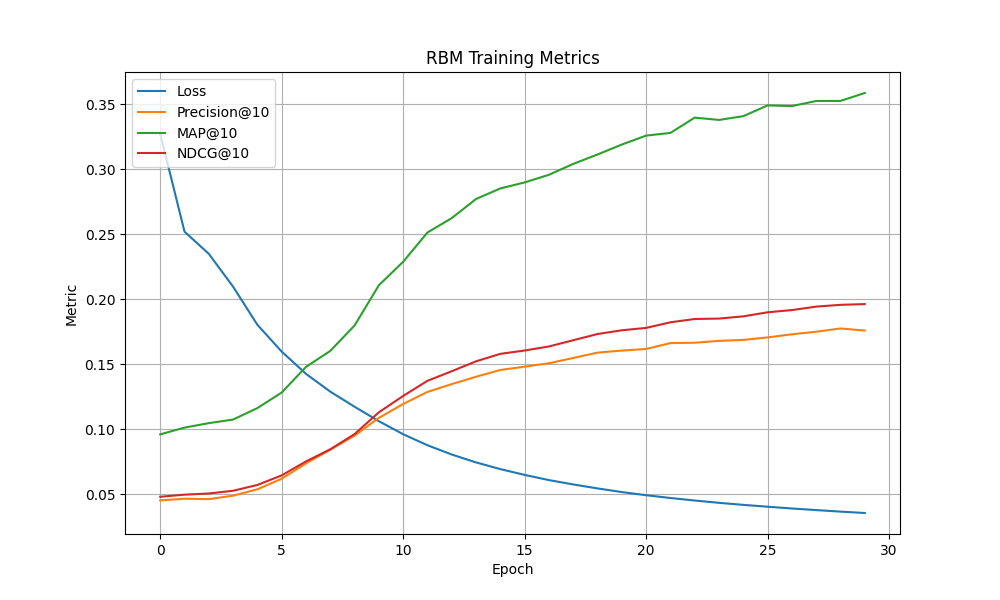 RBM Training Metrics
Loss
Precision@10
MAP@10
NDCG@10
0.35
0.30
0.25
0.20
0.15
0.10
0.05
Metric
0 5 10 15 20 25 30
Epoch